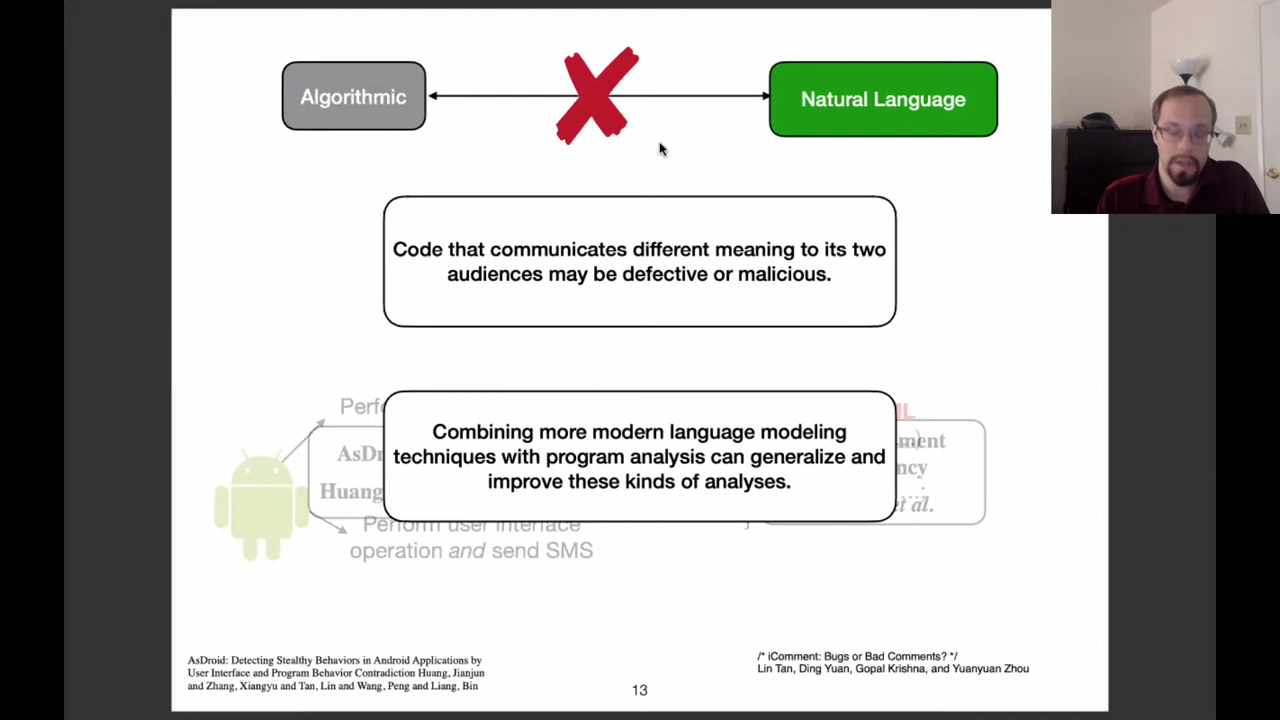 Algorithmic
Natural Language
Code that communicates different meaning to its two
audiences may be defective or malicious.
Combining more modern language modeling
techniques with program analysis can generalize and
improve these kinds of analyses.
Perform user interface
operation and send SMS
et al.
AsDroid: Detecting Stealthy Behaviors in Android Applications by
User Interface and Program Behavior Contradiction Huang, Jianjun
and Zhang, Xiangyu and Tan, Lin and Wang, Peng and Liang, Bin
/* iComment: Bugs or Bad Comments? */
Lin Tan, Ding Yuan, Gopal Krishna, and Yuanyuan Zhou
13